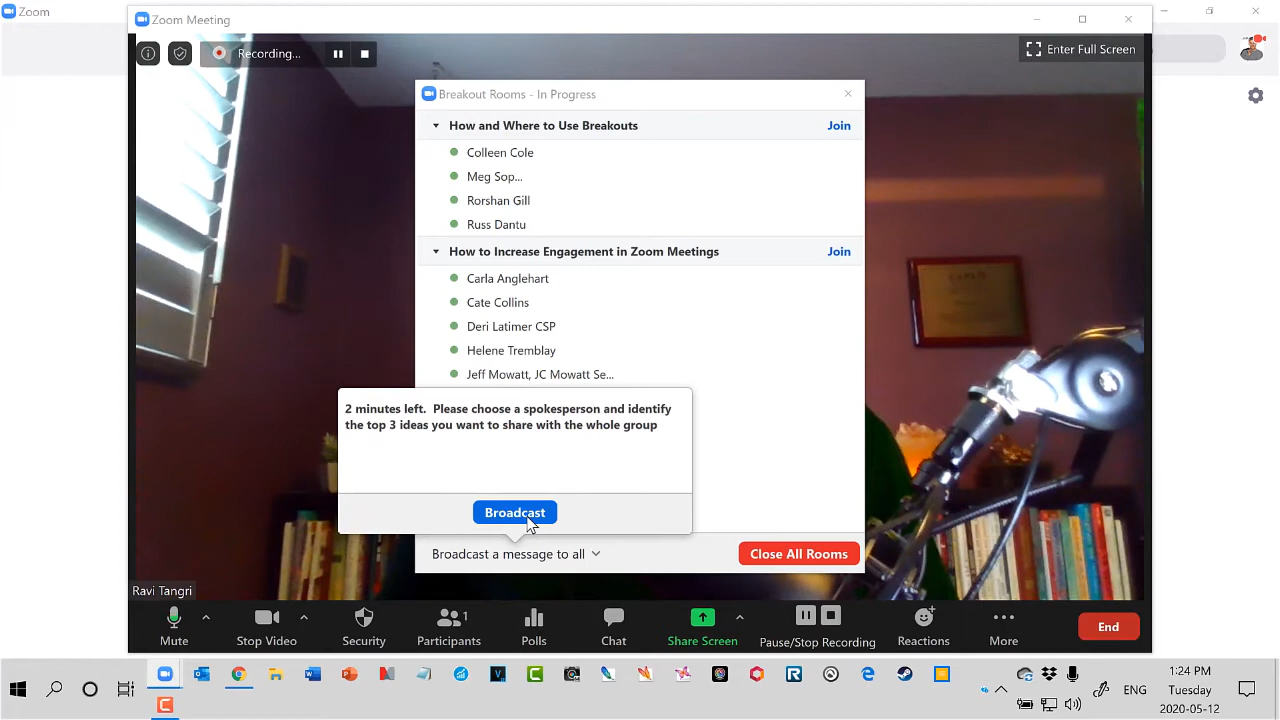 Zoom
Zoom Meeting
Recording...
Enter Full Screen
Breakout Rooms - In Progress
How and Where to Use Breakouts
Join
Colleen Cole
Meg Sop...
Rorshan Gill
Russ Dantu
How to Increase Engagement in Zoom Meetings
Join
Carla Anglehart
Cate Collins
Deri Latimer CSP
Helene Tremblay
Jeff Mowatt, JC Mowatt Se...
2 minutes left.  Please choose a spokesperson and identify
the top 3 ideas you want to share with the whole group
Broadcast
Broadcast a message to all
Close All Rooms
Ravi Tangri
Mute
Stop Video
Security
Participants
1
Polls
Chat
Share Screen
Pause/Stop Recording
Reactions
More
End
ENG
1:24 PM
Tuesday
2020-05-12